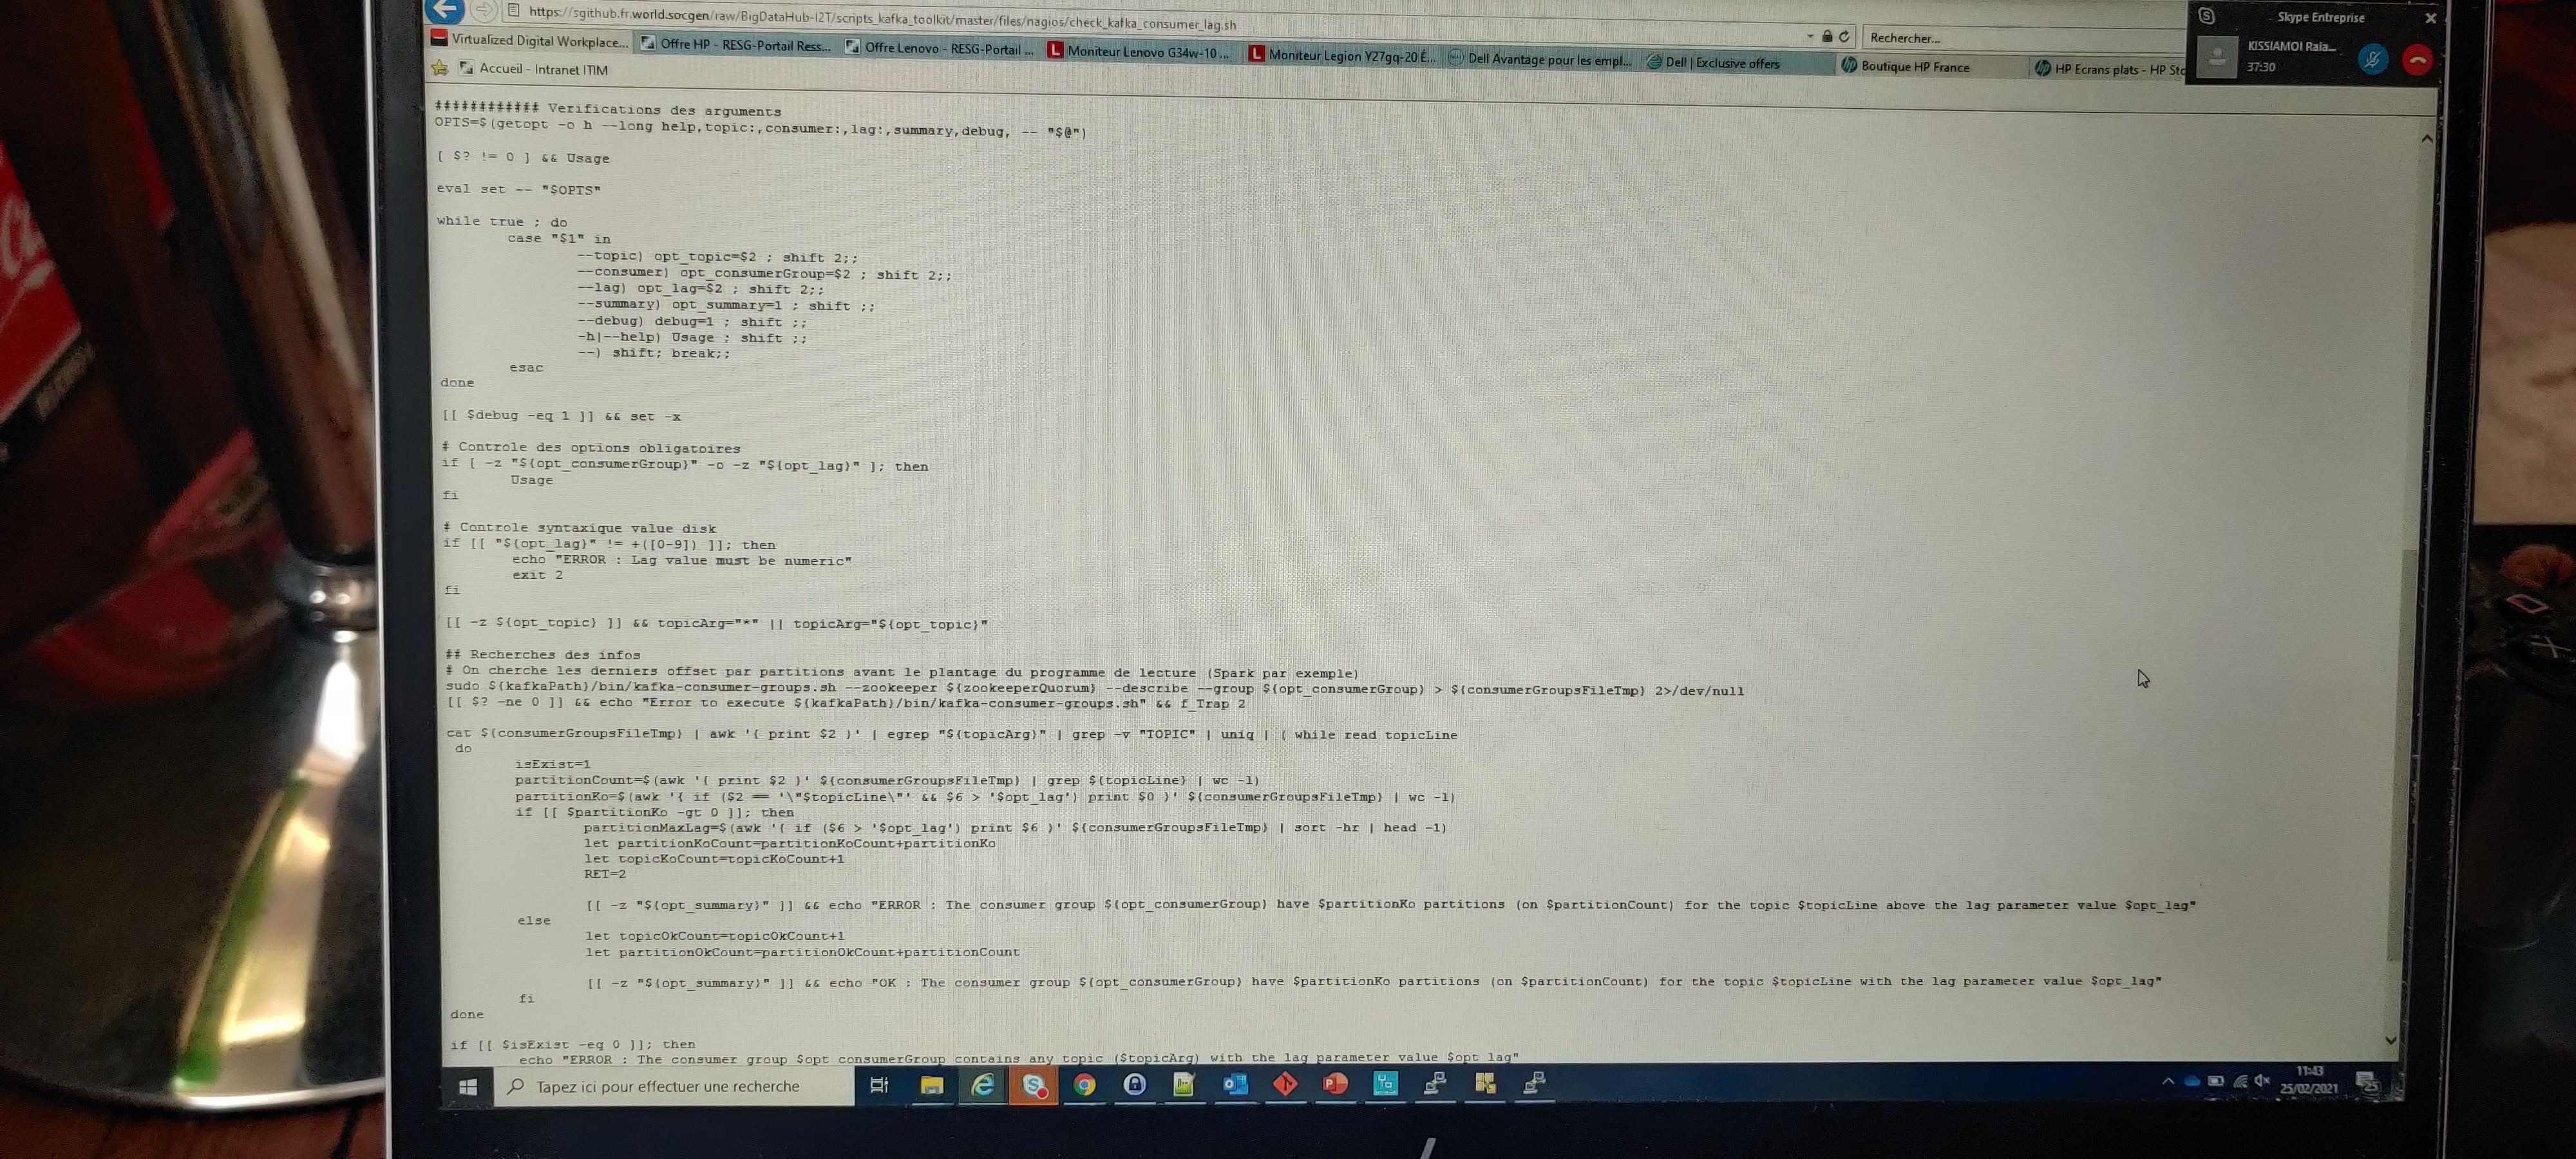 https://sgithub.fr.world.socgen/raw/BigDataHub-I2T/scripts_kafka_toolkit/master/files/nagios/check_kafka_consumer_lag.sh
Rechercher...
Skype Entreprise
KISSIAMOI Raia...
37:30
Virtualized Digital Workplace...
Offre HP - RESG-Portail Ress...
Offre Lenovo - RESG-Portail ...
Moniteur Lenovo G34w-10 ...
Moniteur Legion Y27gq-20 É...
Dell Avantage pour les empl...
Dell | Exclusive offers
Boutique HP France
HP Ecrans plats - HP Sto
Accueil - Intranet ITIM
############ Verifications des arguments
OPTS=$(getopt -o h --long help,topic:,consumer:,lag:,summary,debug, -- "$@")
[ $? != 0 ] && Usage
eval set -- "$OPTS"
while true ; do
case "$1" in
--topic) opt_topic=$2 ; shift 2;;
--consumer) opt_consumerGroup=$2 ; shift 2;;
--lag) opt_lag=$2 ; shift 2;;
--summary) opt_summary=1 ; shift ;;
--debug) debug=1 ; shift ;;
-h|--help) Usage ; shift ;;
--) shift; break;;
esac
done
[[ $debug -eq 1 ]] && set -x
# Controle des options obligatoires
if [ -z "${opt_consumerGroup}" -o -z "${opt_lag}" ]; then
Usage
fi
# Controle syntaxique value disk
if [[ "${opt_lag}" != +([0-9]) ]]; then
echo "ERROR : Lag value must be numeric"
exit 2
fi
[[ -z ${opt_topic} ]] && topicArg="*" || topicArg="${opt_topic}"
## Recherches des infos
# On cherche les derniers offset par partitions avant le plantage du programme de lecture (Spark par exemple)
sudo ${kafkaPath}/bin/kafka-consumer-groups.sh --zookeeper ${zookeeperQuorum} --describe --group ${opt_consumerGroup} > ${consumerGroupsFileTmp} 2>/dev/null
[[ $? -ne 0 ]] && echo "Error to execute ${kafkaPath}/bin/kafka-consumer-groups.sh" && f_Trap 2
cat ${consumerGroupsFileTmp} | awk '{ print $2 }' | egrep "${topicArg}" | grep -v "TOPIC" | uniq | ( while read topicLine
do
isExist=1
partitionCount=$(awk '{ print $2 }' ${consumerGroupsFileTmp} | grep ${topicLine} | wc -l)
partitionKo=$(awk '{ if ($2 == '\"$topicLine\"' && $6 > '$opt_lag') print $0 }' ${consumerGroupsFileTmp} | wc -l)
if [[ $partitionKo -gt 0 ]]; then
partitionMaxLag=$(awk '{ if ($6 > '$opt_lag') print $6 }' ${consumerGroupsFileTmp} | sort -hr | head -1)
let partitionKoCount=partitionKoCount+partitionKo
let topicKoCount=topicKoCount+1
RET=2
[[ -z "${opt_summary}" ]] && echo "ERROR : The consumer group ${opt_consumerGroup} have $partitionKo partitions (on $partitionCount) for the topic $topicLine above the lag parameter value $opt_lag"
else
let topicOkCount=topicOkCount+1
let partitionOkCount=partitionOkCount+partitionCount
[[ -z "${opt_summary}" ]] && echo "OK : The consumer group ${opt_consumerGroup} have $partitionKo partitions (on $partitionCount) for the topic $topicLine with the lag parameter value $opt_lag"
fi
done
if [[ $isExist -eq 0 ]]; then
echo "ERROR : The consumer group $opt_consumerGroup contains any topic ($topicArg) with the lag parameter value $opt_lag"
Tapez ici pour effectuer une recherche
11:43
25/02/2021
25